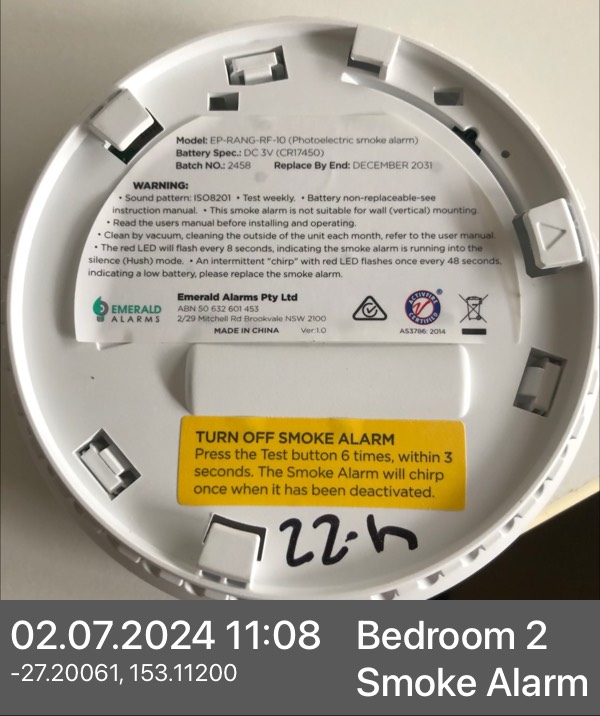 Model: EP-RANG-RF-10 (Photoelectric smoke alarm)
Battery Spec.: DC 3V (CR17450)
Batch NO.: 2458 Replace By End: DECEMBER 2031
WARNING:
• Sound pattern: ISO8201 • Test weekly. • Battery non-replaceable-see
instruction manual. • This smoke alarm is not suitable for wall (vertical) mounting.
• Read the users manual before installing and operating.
• Clean by vacuum, cleaning the outside of the unit each month, refer to the user manual.
• The red LED will flash every 8 seconds, indicating the smoke alarm is running into the
silence (Hush) mode. • An intermittent "chirp" with red LED flashes once every 48 seconds,
indicating a low battery, please replace the smoke alarm.
EMERALD
ALARMS
Emerald Alarms Pty Ltd
ABN 50 632 601 453
2/29 Mitchell Rd Brookvale NSW 2100
MADE IN CHINA Ver:1.0
ACTIVFIRE
CERTIFIED
®
AS3786: 2014
TURN OFF SMOKE ALARM
Press the Test button 6 times, within 3
seconds. The Smoke Alarm will chirp
once when it has been deactivated.
22-h
02.07.2024 11:08
-27.20061, 153.11200
Bedroom 2
Smoke Alarm